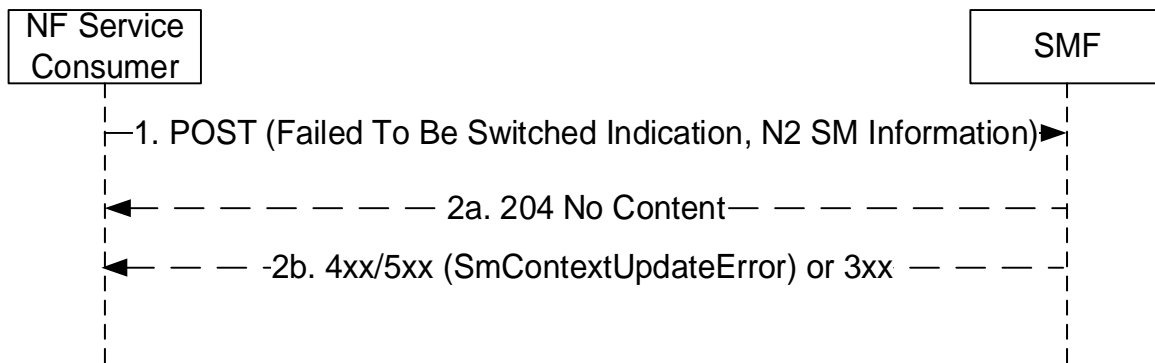 NF Service
Consumer
SMF
1. POST (Failed To Be Switched Indication, N2 SM Information)
2a. 204 No Content
2b. 4xx/5xx (SmContextUpdateError) or 3xx